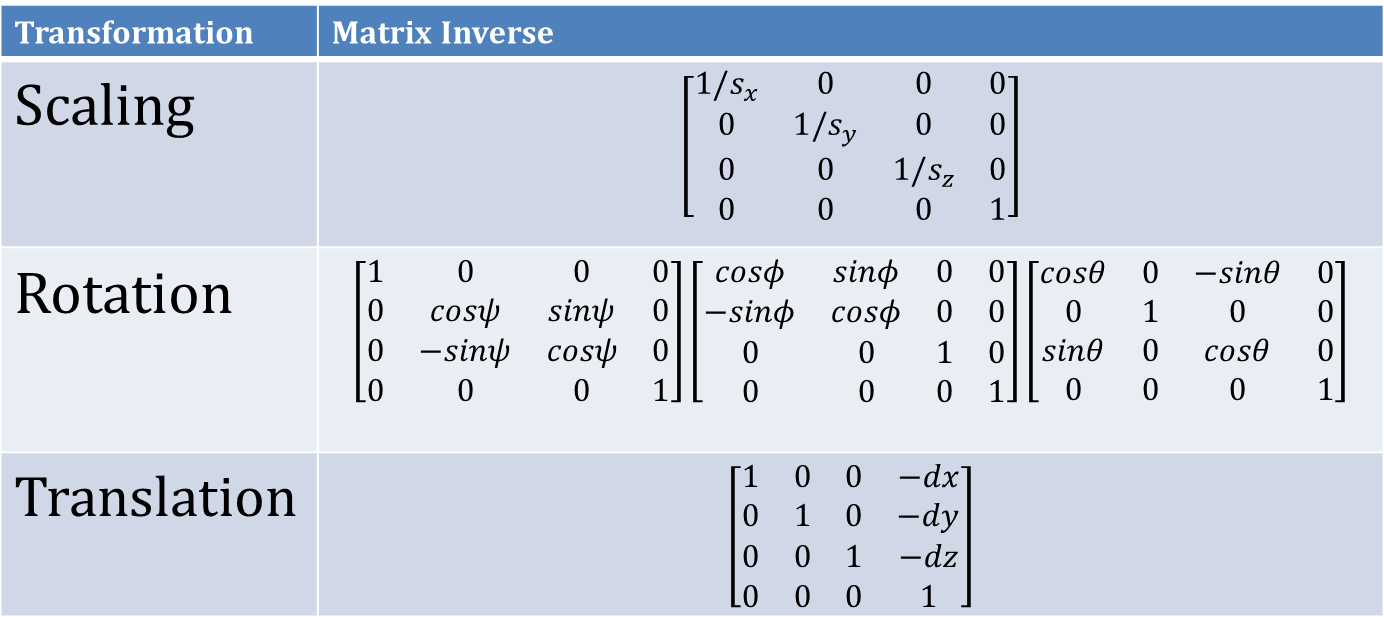 Transformation Matrix Inverse
Scaling
1/sₓ 0 0 0
0 1/s_y 0 0
0 0 1/s_z 0
0 0 0 1
Rotation
1 0 0 0 cosϕ sinϕ 0 0 cosθ 0 −sinθ 0
0 cosψ sinψ 0 −sinϕ cosϕ 0 0 0 1 0 0
0 −sinψ cosψ 0 0 0 1 0 sinθ 0 cosθ 0
0 0 0 1 0 0 0 1 0 0 0 1
Translation
1 0 0 −dx
0 1 0 −dy
0 0 1 −dz
0 0 0 1